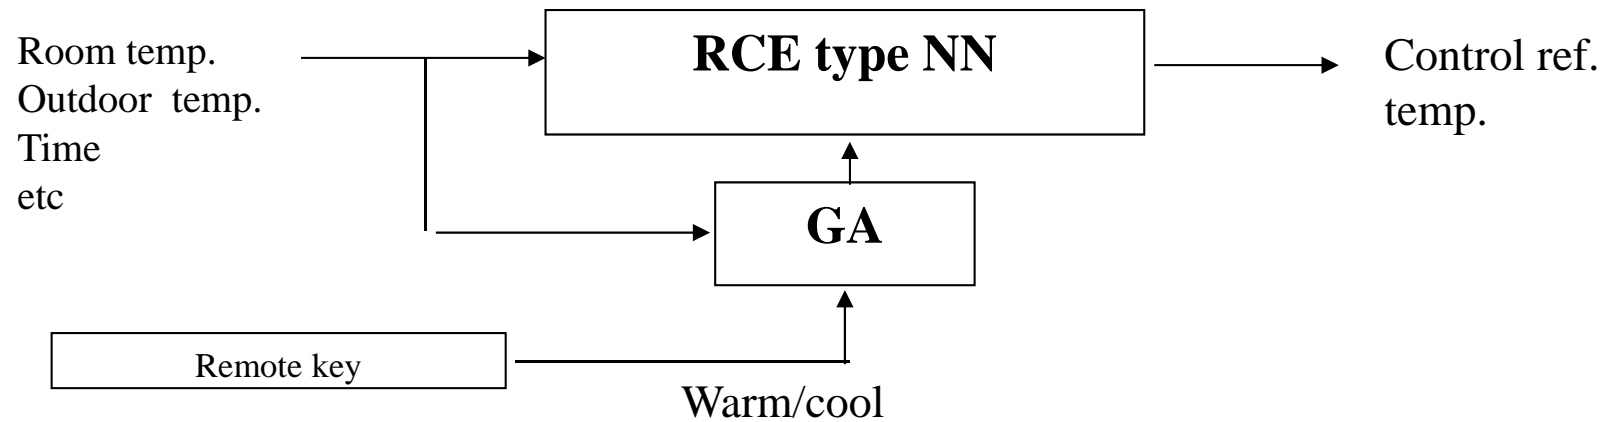 Room temp.
Outdoor temp.
Time
etc
RCE type NN
Control ref.
temp.
GA
Remote key
Warm/cool